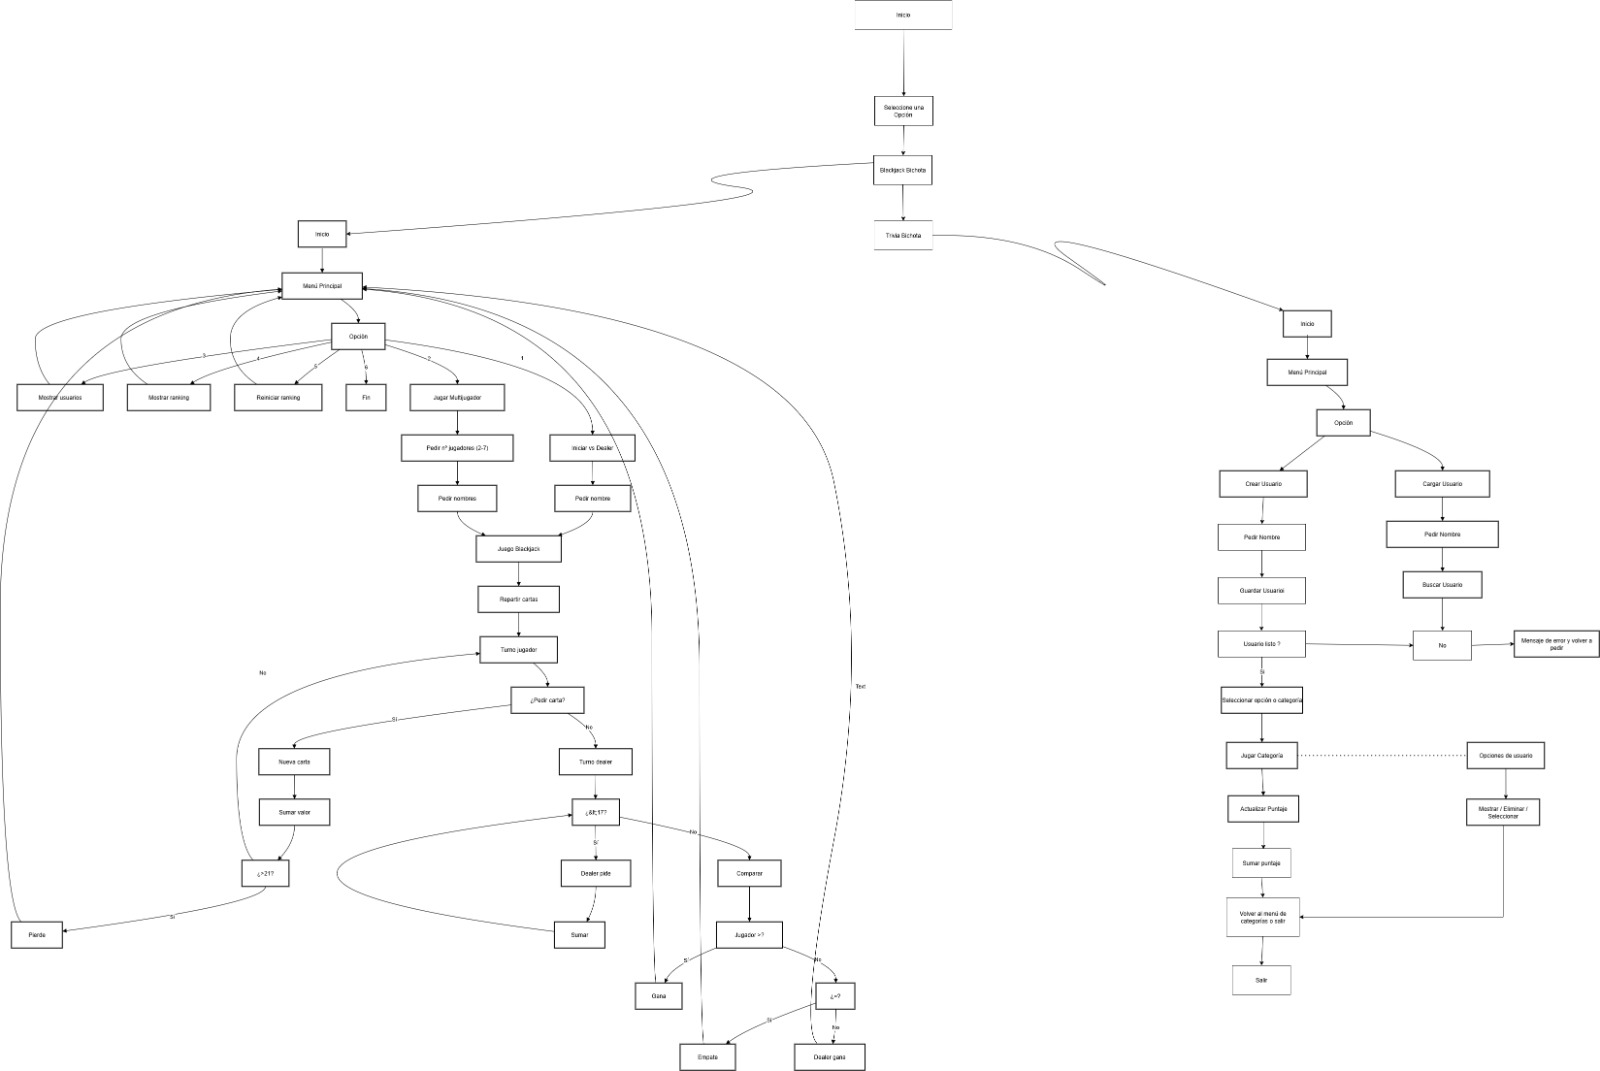 Inicio
Seleccione una
Opción
Blackjack Bichota
Trivia Bichota
Inicio
Menú Principal
Opción
3
4
5
6
2
1
Mostrar usuarios
Mostrar ranking
Reiniciar ranking
Fin
Jugar Multijugador
Pedir nº jugadores (2-7)
Iniciar vs Dealer
Pedir nombres
Pedir nombre
Juego Blackjack
Repartir cartas
Turno jugador
No
¿Pedir carta?
Sí
No
Nueva carta
Turno dealer
Sumar valor
¿&lt;17?
No
Sí
¿>21?
Dealer pide
Comparar
Sí
Pierde
Sumar
Jugador >?
Sí
No
Gana
¿=?
Sí
No
Empate
Dealer gana
Text
Inicio
Menú Principal
Opción
Crear Usuario
Cargar Usuario
Pedir Nombre
Pedir Nombre
Guardar Usuarioi
Buscar Usuario
Usuario listo ?
No
Mensaje de error y volver a
pedir
Seleccionar opción o categoría
Jugar Categoría
Opciones de usuario
Actualizar Puntaje
Mostrar / Eliminar /
Seleccionar
Sumar puntaje
Volver al menú de
categorías o salir
Salir